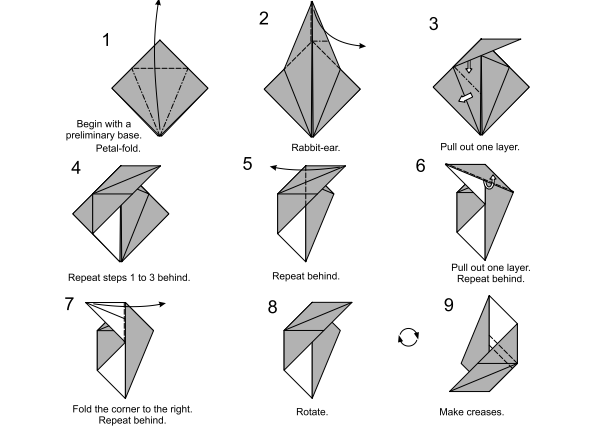 1
Begin with a
preliminary base.
Petal-fold.
2
Rabbit-ear.
3
Pull out one layer.
4
Repeat steps 1 to 3 behind.
5
Repeat behind.
6
Pull out one layer.
Repeat behind.
7
Fold the corner to the right.
Repeat behind.
8
Rotate.
9
Make creases.